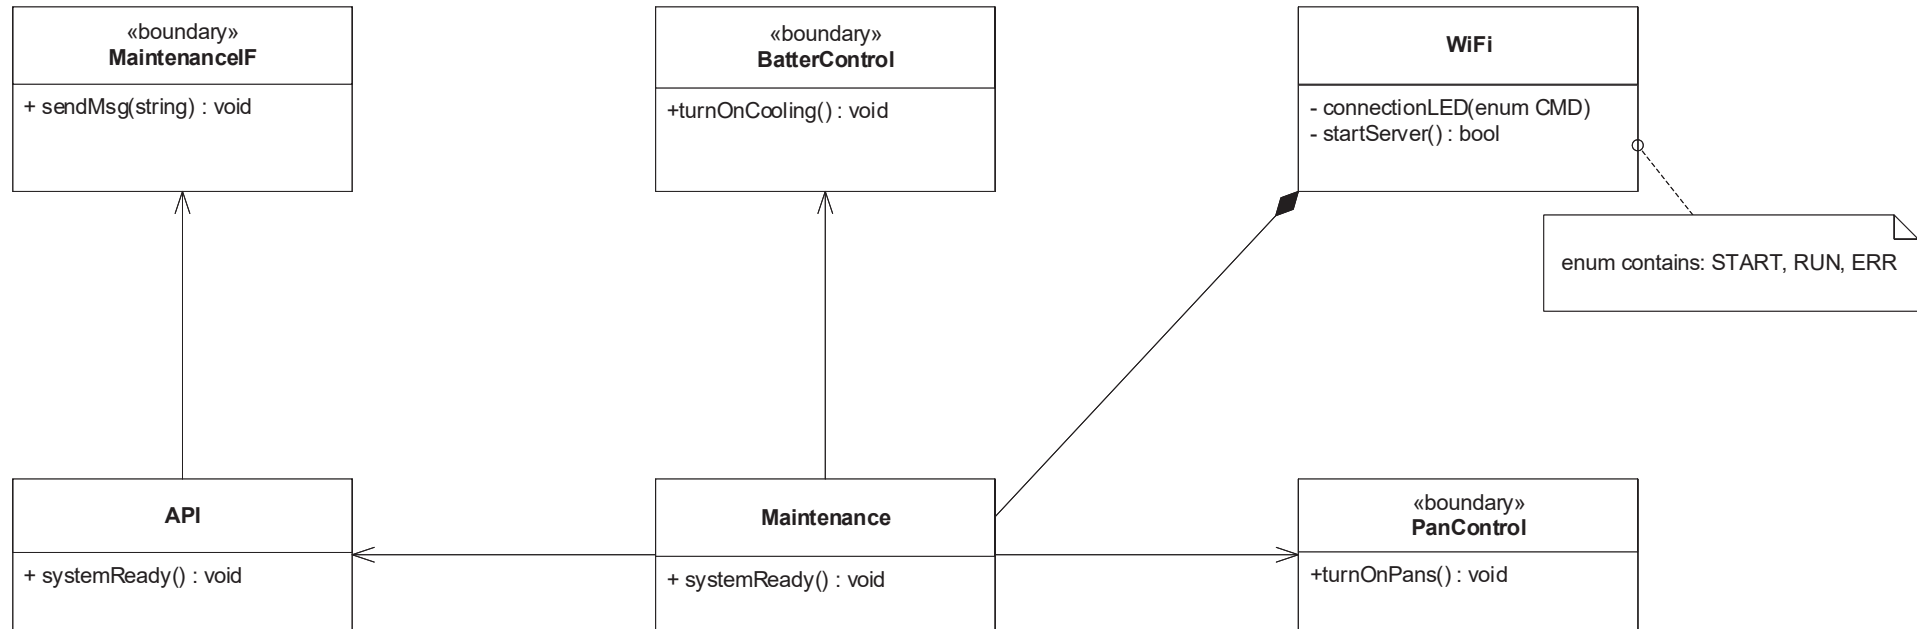 «boundary»
MaintenanceIF
+ sendMsg(string) : void
«boundary»
BatterControl
+turnOnCooling() : void
WiFi
- connectionLED(enum CMD)
- startServer() : bool
enum contains: START, RUN, ERR
API
+ systemReady() : void
Maintenance
+ systemReady() : void
«boundary»
PanControl
+turnOnPans() : void